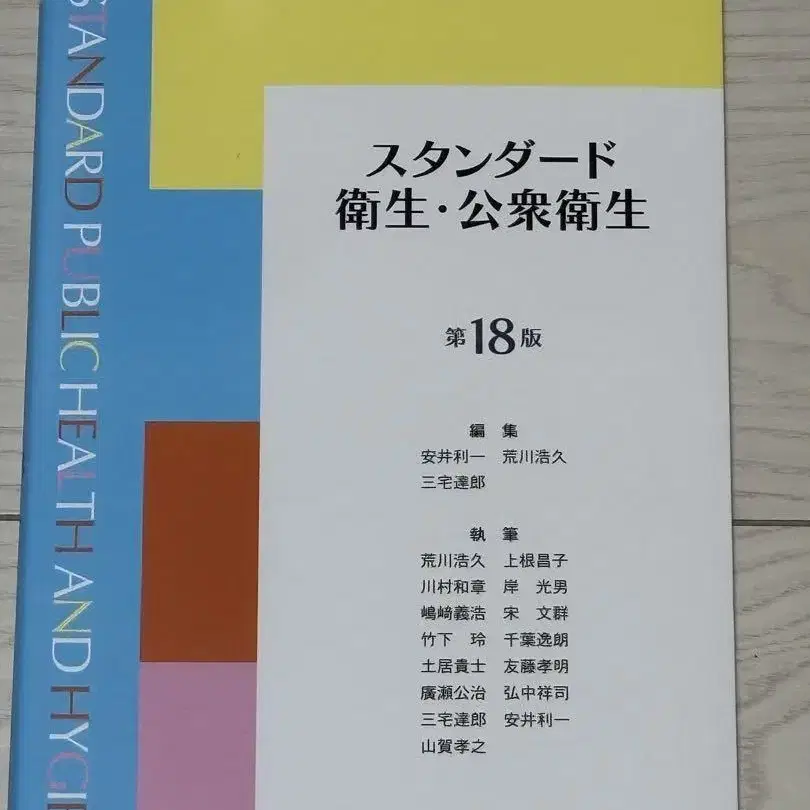 STANDARD PUBLIC HEALTH AND HYGIE
スタンダード
衛生・公衆衛生
第18版
編 集
安井利一 荒川浩久
三宅達郎
執 筆
荒川浩久 上根昌子
川村和章 岸 光男
嶋﨑義浩 宋 文群
竹下 玲 千葉逸朗
土居貴士 友藤孝明
廣瀬公治 弘中祥司
三宅達郎 安井利一
山賀孝之